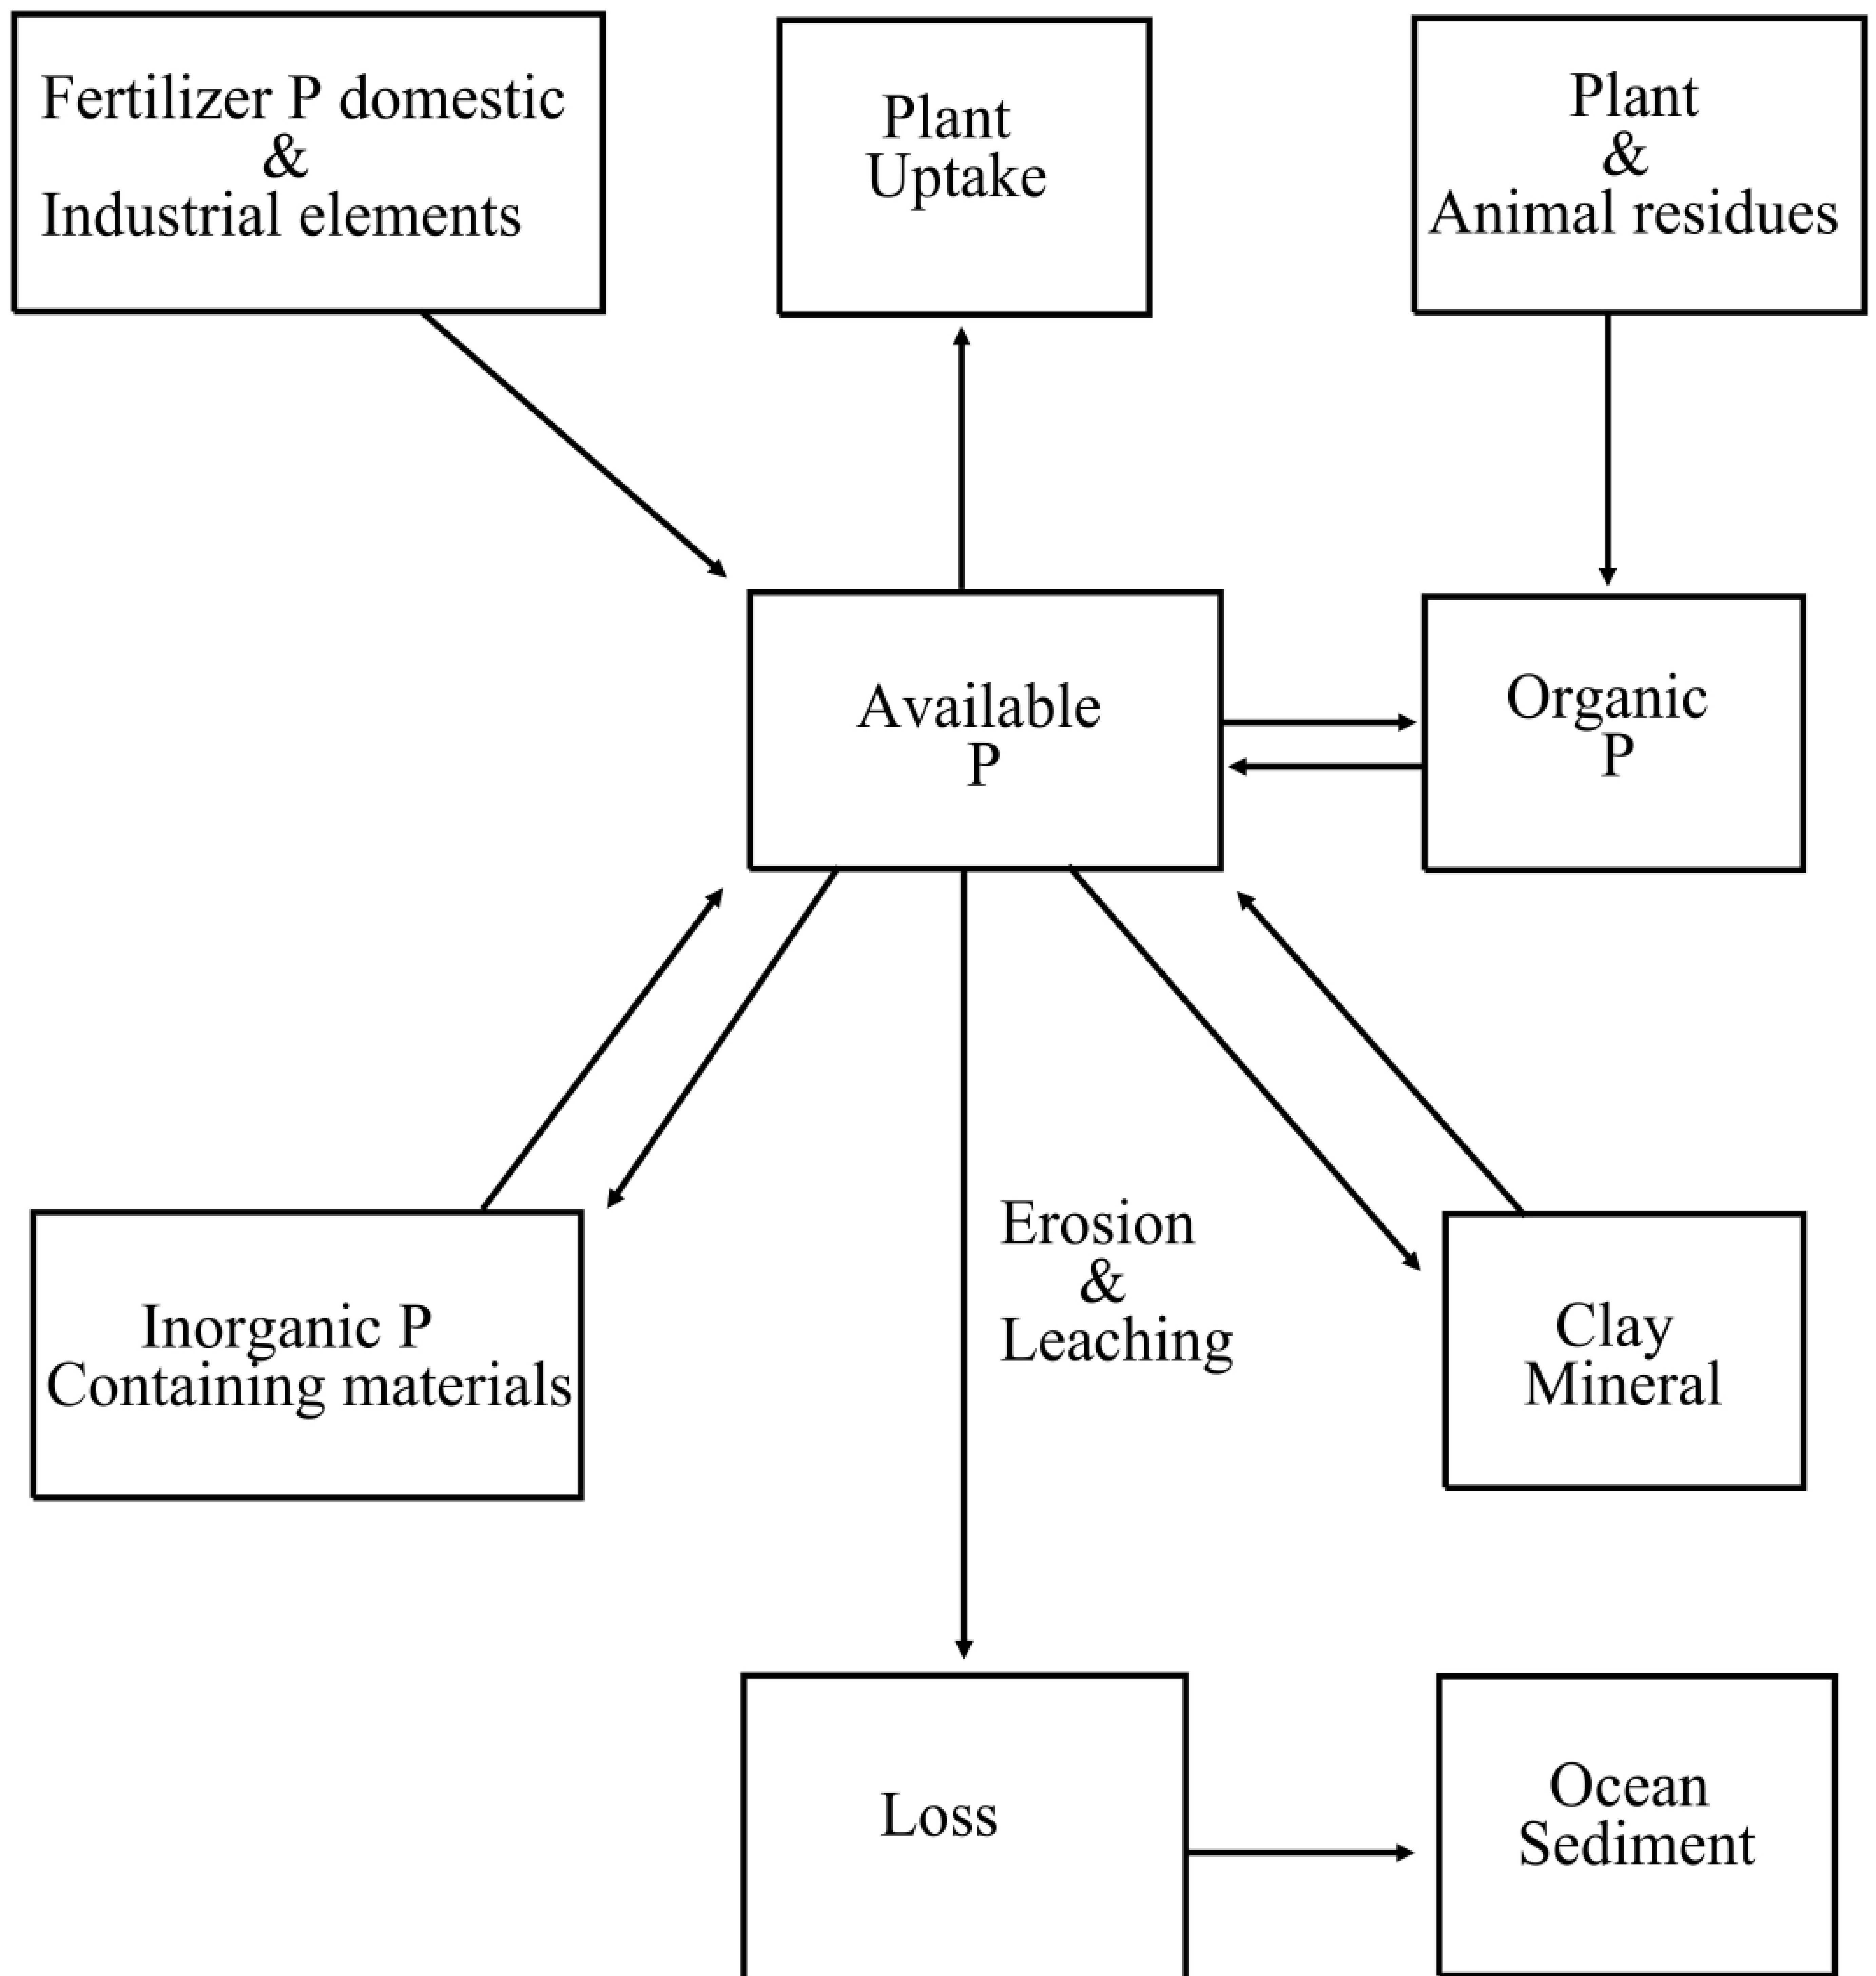 Fertilizer P domestic
&
Industrial elements
Plant
Uptake
Plant
&
Animal residues
Available
P
Organic
P
Inorganic P
Containing materials
Erosion
&
Leaching
Clay
Mineral
Loss
Ocean
Sediment